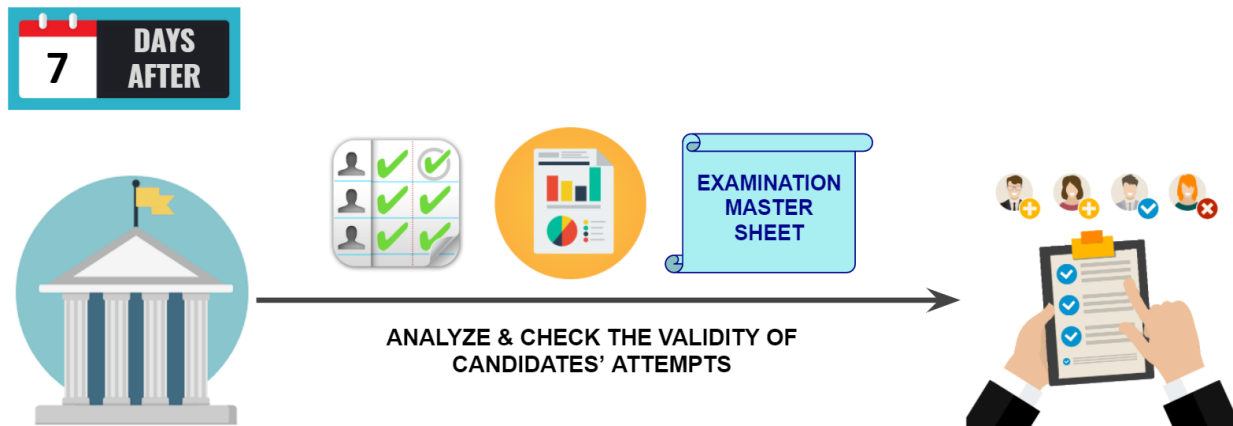 7
DAYS
AFTER
EXAMINATION
MASTER
SHEET
ANALYZE & CHECK THE VALIDITY OF
CANDIDATES’ ATTEMPTS